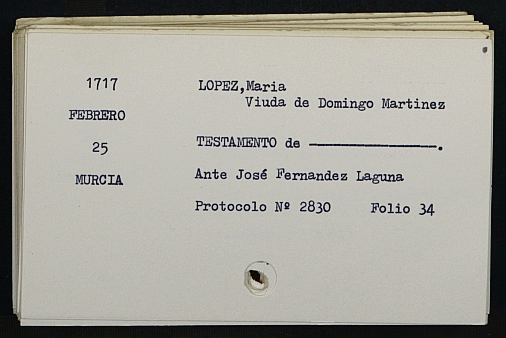 1717
FEBRERO
25
MURCIA
LOPEZ,Maria
Viuda de Domingo Martinez
TESTAMENTO de ————————.
Ante José Fernandez Laguna
Protocolo Nº 2830 Folio 34